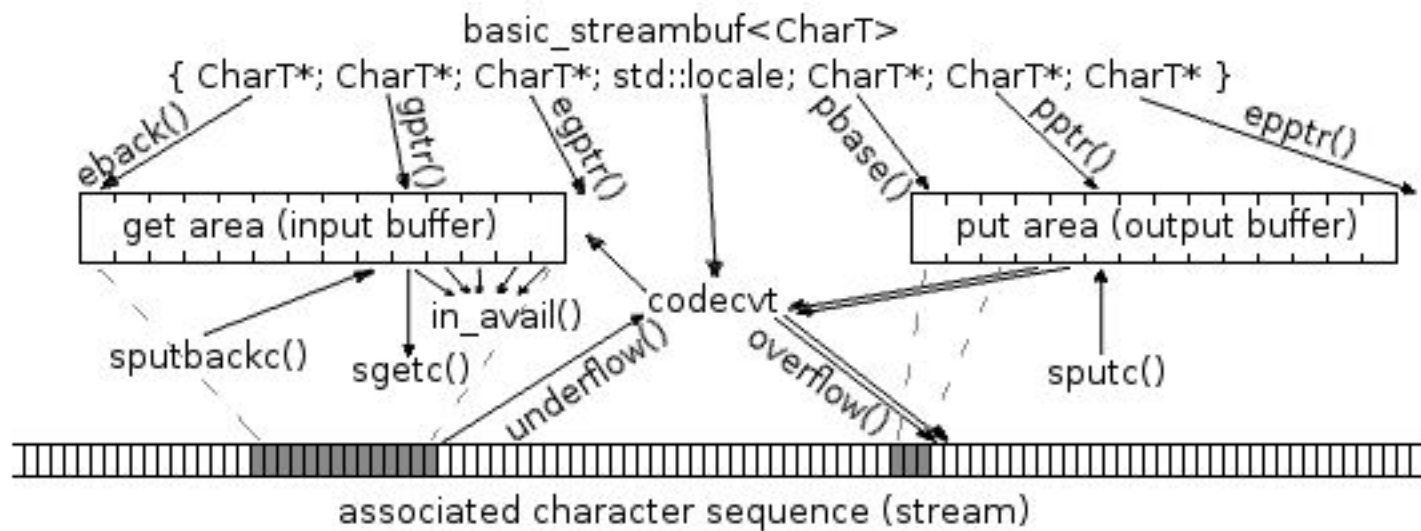 basic_streambuf<CharT>
{ CharT*; CharT*; CharT*; std::locale; CharT*; CharT*; CharT* }
eback()
gptr()
egptr()
pbase()
pptr()
epptr()
get area (input buffer)
put area (output buffer)
codecvt
in_avail()
sputbackc()
sgetc()
underflow()
overflow()
sputc()
associated character sequence (stream)